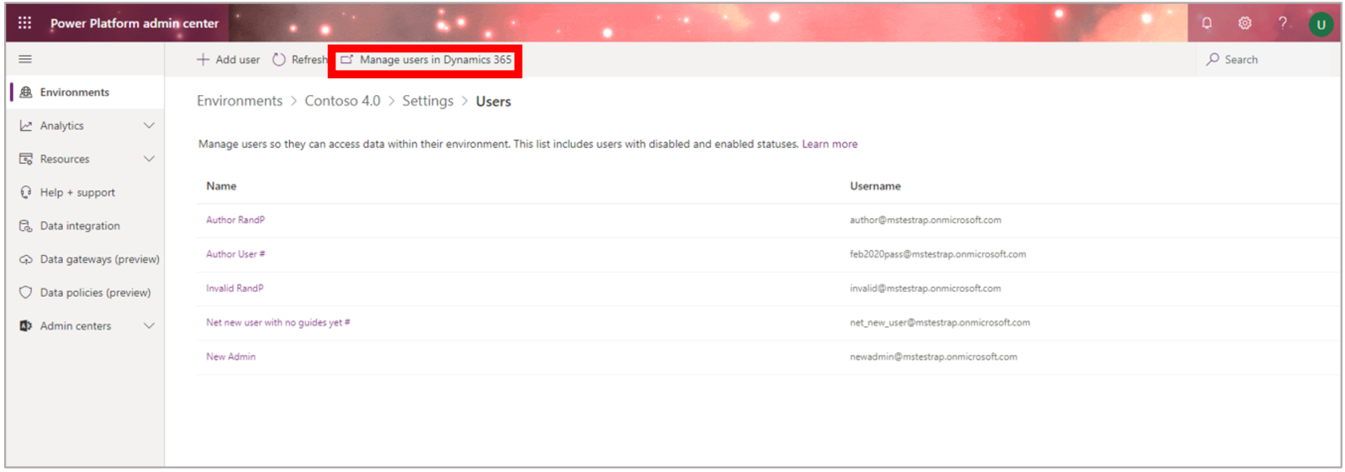 Power Platform admin center
U
Add user
Refresh
Manage users in Dynamics 365
Search
Environments
Analytics
Resources
Help + support
Data integration
Data gateways (preview)
Data policies (preview)
Admin centers
Environments > Contoso 4.0 > Settings > Users
Manage users so they can access data within their environment. This list includes users with disabled and enabled statuses. Learn more
Name Username
Author RandP author@mstestrap.onmicrosoft.com
Author User # feb2020pass@mstestrap.onmicrosoft.com
Invalid RandP invalid@mstestrap.onmicrosoft.com
Net new user with no guides yet # net_new_user@mstestrap.onmicrosoft.com
New Admin newadmin@mstestrap.onmicrosoft.com